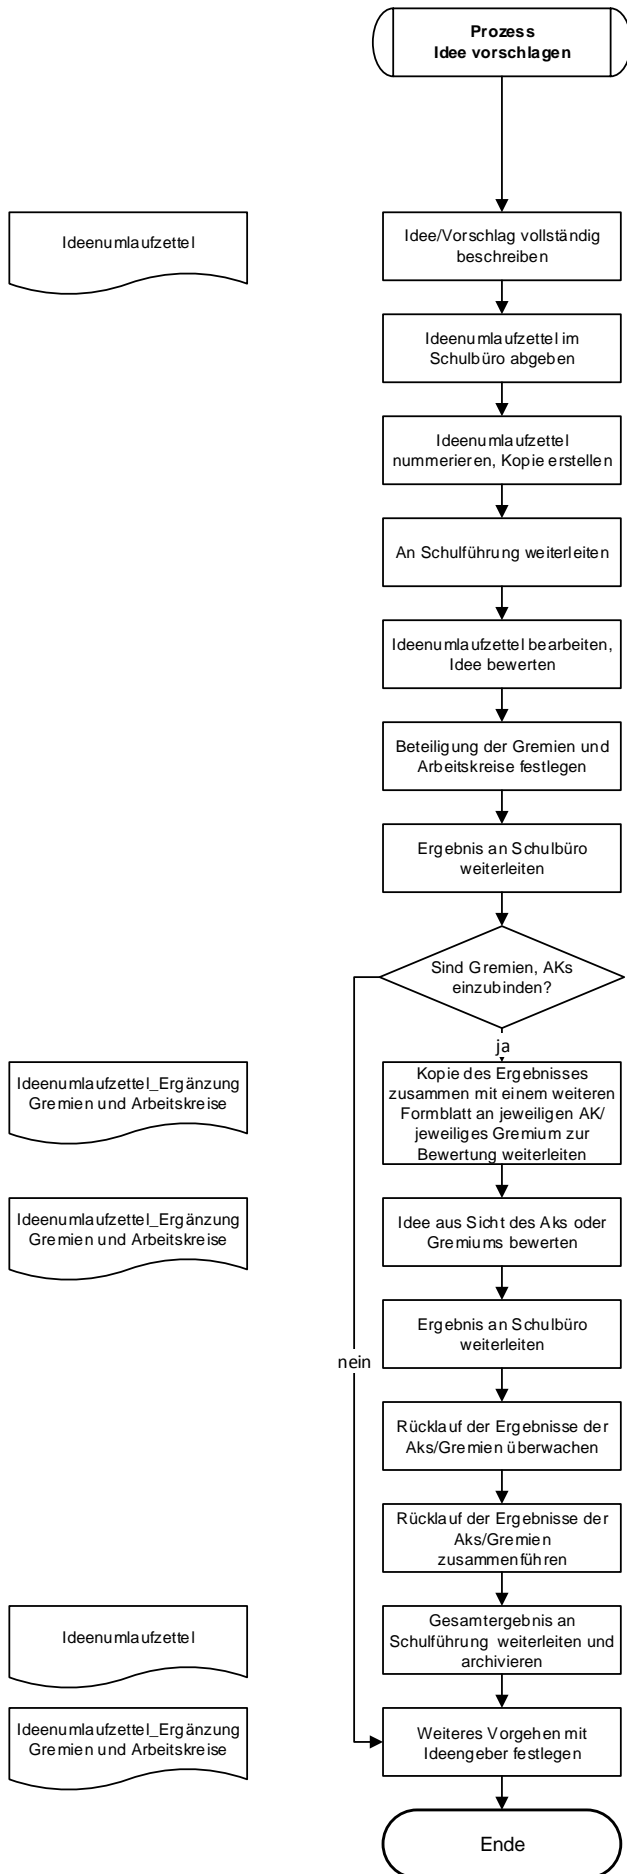 Prozess
Idee vorschlagen
Ideenumlaufzettel
Idee/Vorschlag vollständig
beschreiben
Ideenumlaufzettel im
Schulbüro abgeben
Ideenumlaufzettel
nummerieren, Kopie erstellen
An Schulführung weiterleiten
Ideenumlaufzettel bearbeiten,
Idee bewerten
Beteiligung der Gremien und
Arbeitskreise festlegen
Ergebnis an Schulbüro
weiterleiten
Sind Gremien, AKs
einzubinden?
ja
Ideenumlaufzettel_Ergänzung
Gremien und Arbeitskreise
Kopie des Ergebnisses
zusammen mit einem weiteren
Formblatt an jeweiligen AK/
jeweiliges Gremium zur
Bewertung weiterleiten
Ideenumlaufzettel_Ergänzung
Gremien und Arbeitskreise
Idee aus Sicht des Aks oder
Gremiums bewerten
Ergebnis an Schulbüro
weiterleiten
nein
Rücklauf der Ergebnisse der
Aks/Gremien überwachen
Rücklauf der Ergebnisse der
Aks/Gremien
zusammenführen
Ideenumlaufzettel
Gesamtergebnis an
Schulführung weiterleiten und
archivieren
Ideenumlaufzettel_Ergänzung
Gremien und Arbeitskreise
Weiteres Vorgehen mit
Ideengeber festlegen
Ende